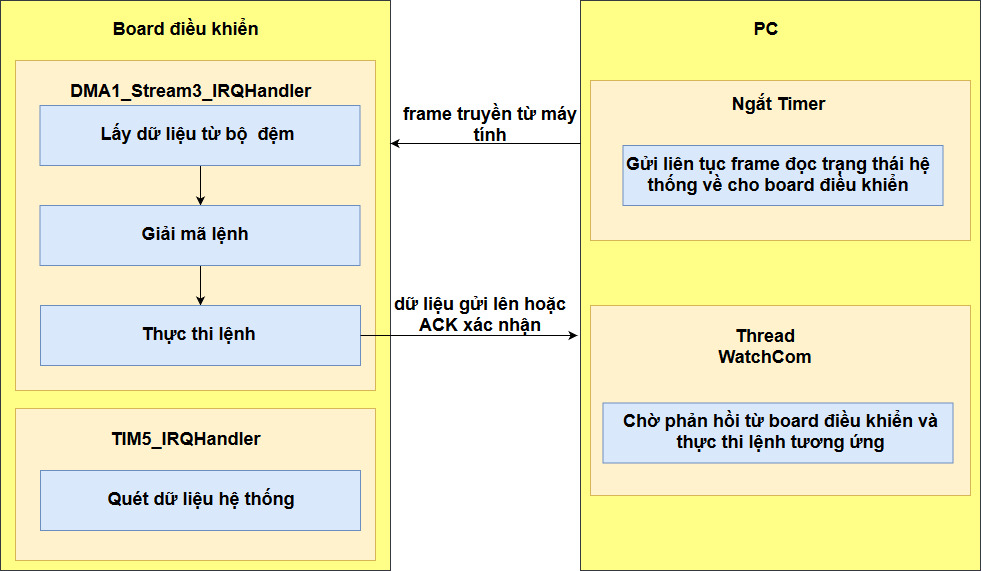 Board điều khiển
DMA1_Stream3_IRQHandler
Lấy dữ liệu từ bộ đệm
Giải mã lệnh
Thực thi lệnh
TIM5_IRQHandler
Quét dữ liệu hệ thống
frame truyền từ máy
tính
dữ liệu gửi lên hoặc
ACK xác nhận
PC
Ngắt Timer
Gửi liên tục frame đọc trạng thái hệ
thống về cho board điều khiển
Thread
WatchCom
Chờ phản hồi từ board điều khiển và
thực thi lệnh tương ứng